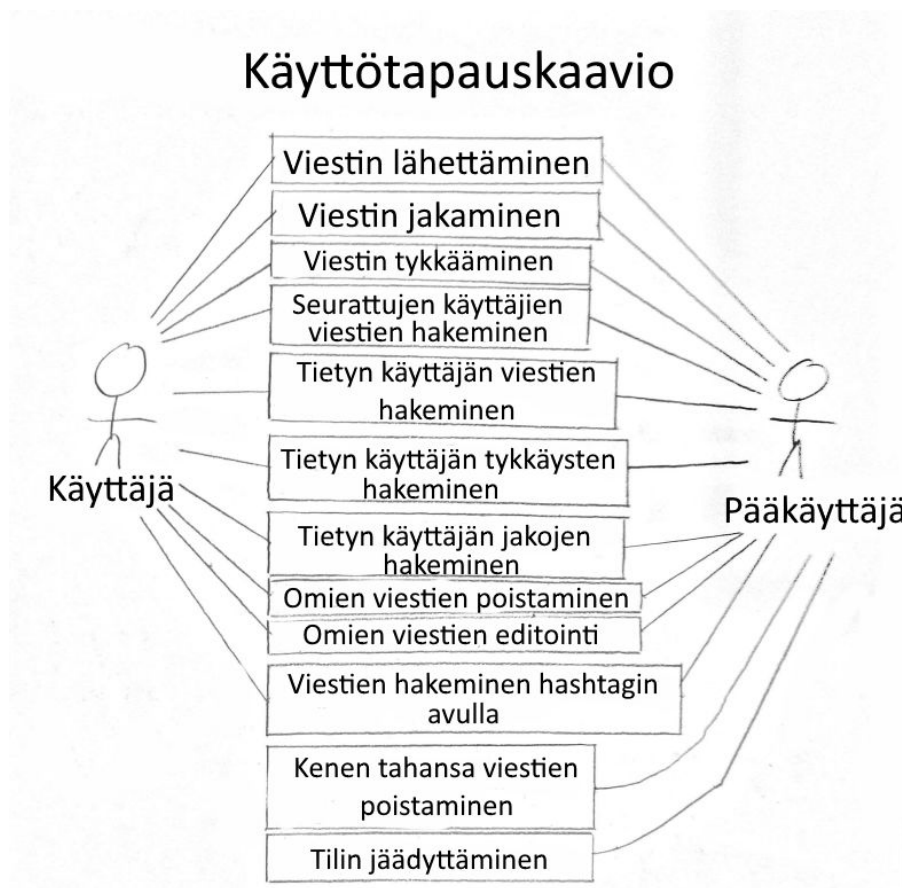 Käyttötapauskaavio
Viestin lähettäminen
Viestin jakaminen
Viestin tykkääminen
Seurattujen käyttäjien
viestien hakeminen
Tietyn käyttäjän viestien
hakeminen
Tietyn käyttäjän tykkäysten
hakeminen
Käyttäjä
Pääkäyttäjä
Tietyn käyttäjän jakojen
hakeminen
Omien viestien poistaminen
Omien viestien editointi
Viestien hakeminen hashtagin
avulla
Kenen tahansa viestien
poistaminen
Tilin jäädyttäminen